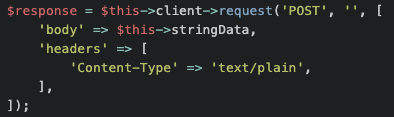 $response = $this->client->request('POST', '', [
    'body' => $this->stringData,
    'headers' => [
        'Content-Type' => 'text/plain',
    ],
]);